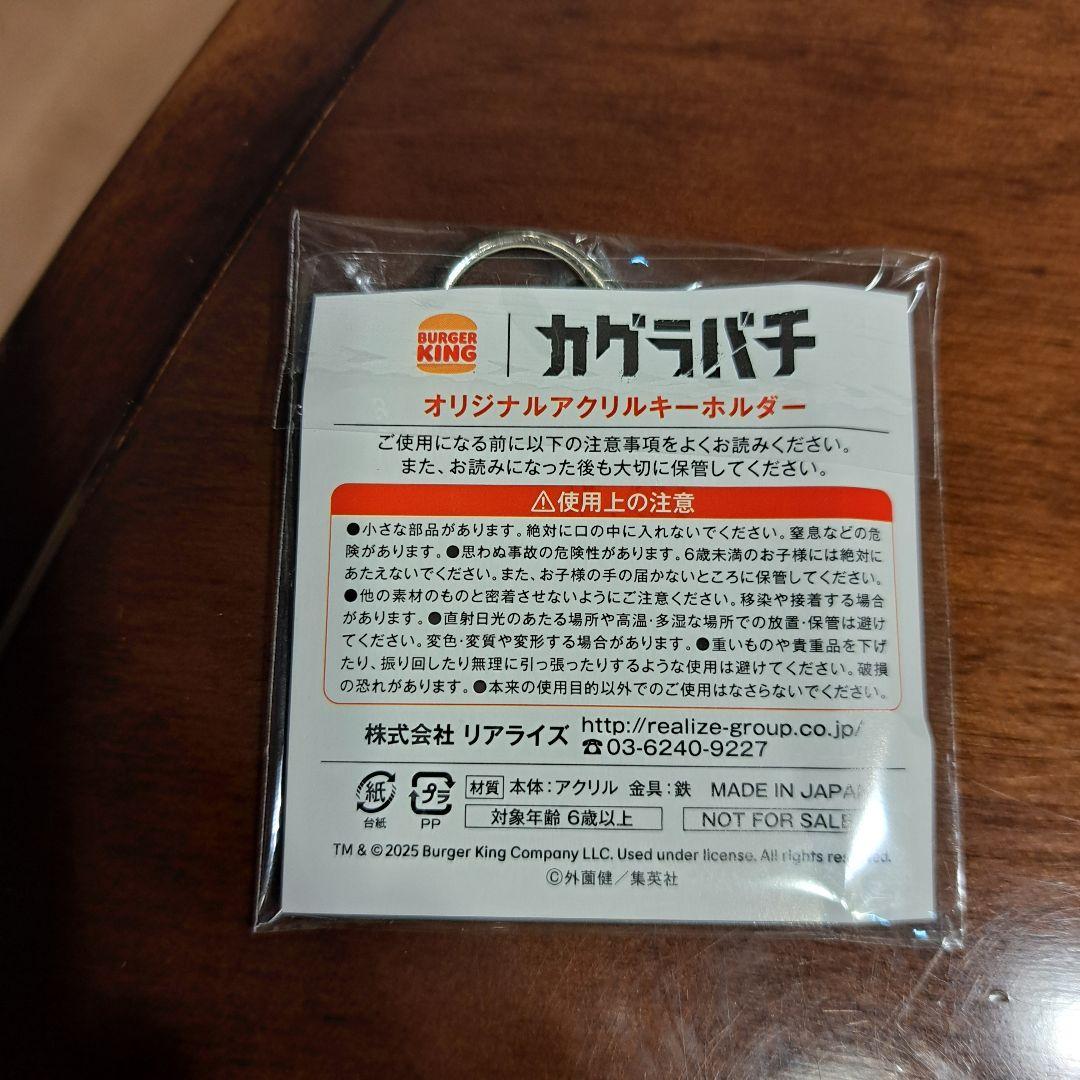 BURGER
KING
カグラバチ
オリジナルアクリルキーホルダー
ご使用になる前に以下の注意事項をよくお読みください。
また、お読みになった後も大切に保管してください。
⚠使用上の注意
●小さな部品があります。絶対に口の中に入れないでください。窒息などの危
険があります。●思わぬ事故の危険性があります。6歳未満のお子様には絶対に
あたえないでください。また、お子様の手の届かないところに保管してください。
●他の素材のものと密着させないようにご注意ください。移染や接着する場合
があります。●直射日光のあたる場所や高温・多湿な場所での放置・保管は避け
てください。変色・変質や変形する場合があります。●重いものや貴重品を下げ
たり、振り回したり無理に引っ張ったりするような使用は避けてください。破損
の恐れがあります。●本来の使用目的以外でのご使用はなさらないでください。
株式会社 リアライズ http://realize-group.co.jp/
☎03-6240-9227
紙 プラ 材質 本体：アクリル 金具：鉄 MADE IN JAPAN
台紙 PP 対象年齢 6歳以上 NOT FOR SALE
TM & ©2025 Burger King Company LLC. Used under license. All rights reserved.
©外薗健／集英社